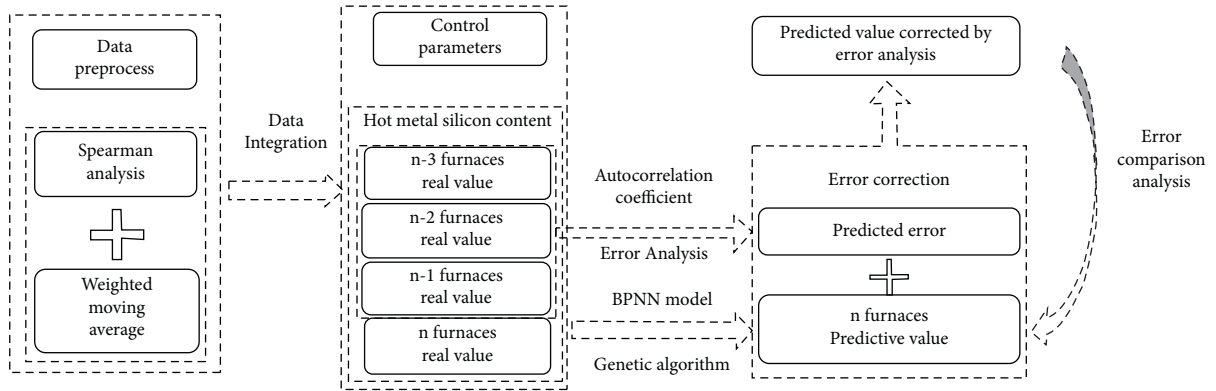 Data
preprocess
Spearman
analysis
Weighted
moving
average
Data
Integration
Control
parameters
Hot metal silicon content
n-3 furnaces
real value
n-2 furnaces
real value
n-1 furnaces
real value
n furnaces
real value
Autocorrelation
coefficient
Error Analysis
BPNN model
Genetic algorithm
Predicted value corrected by
error analysis
Error correction
Predicted error
n furnaces
Predictive value
Error
comparison
analysis